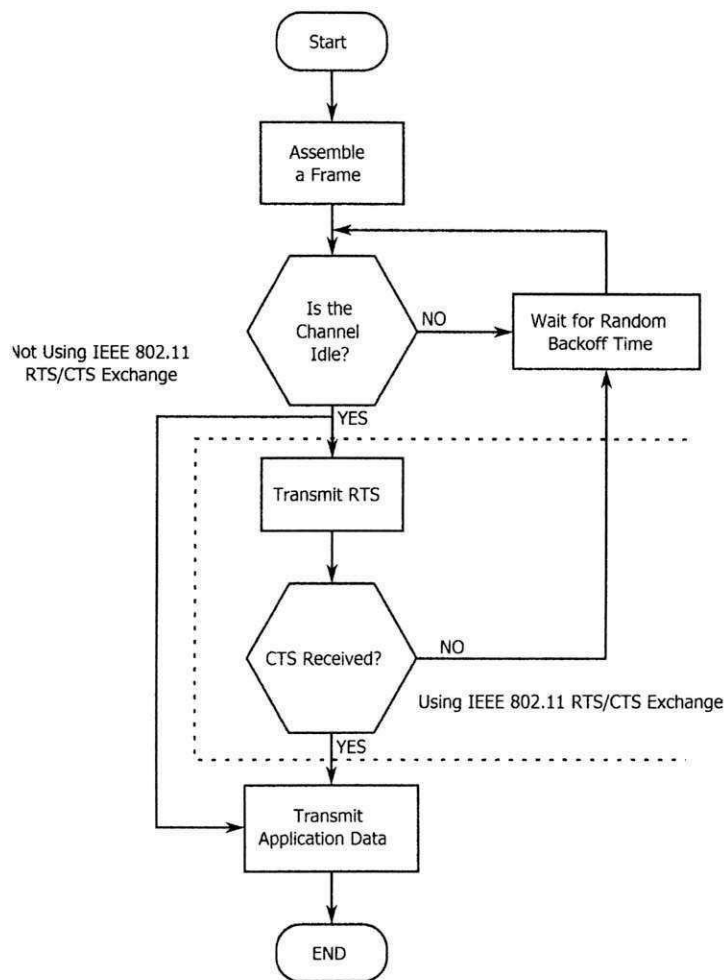 Start
Assemble
a Frame
Is the
Channel
Idle?
NO
Wait for Random
Backoff Time
Not Using IEEE 802.11
RTS/CTS Exchange
YES
Transmit RTS
CTS Received?
NO
Using IEEE 802.11 RTS/CTS Exchange
YES
Transmit
Application Data
END